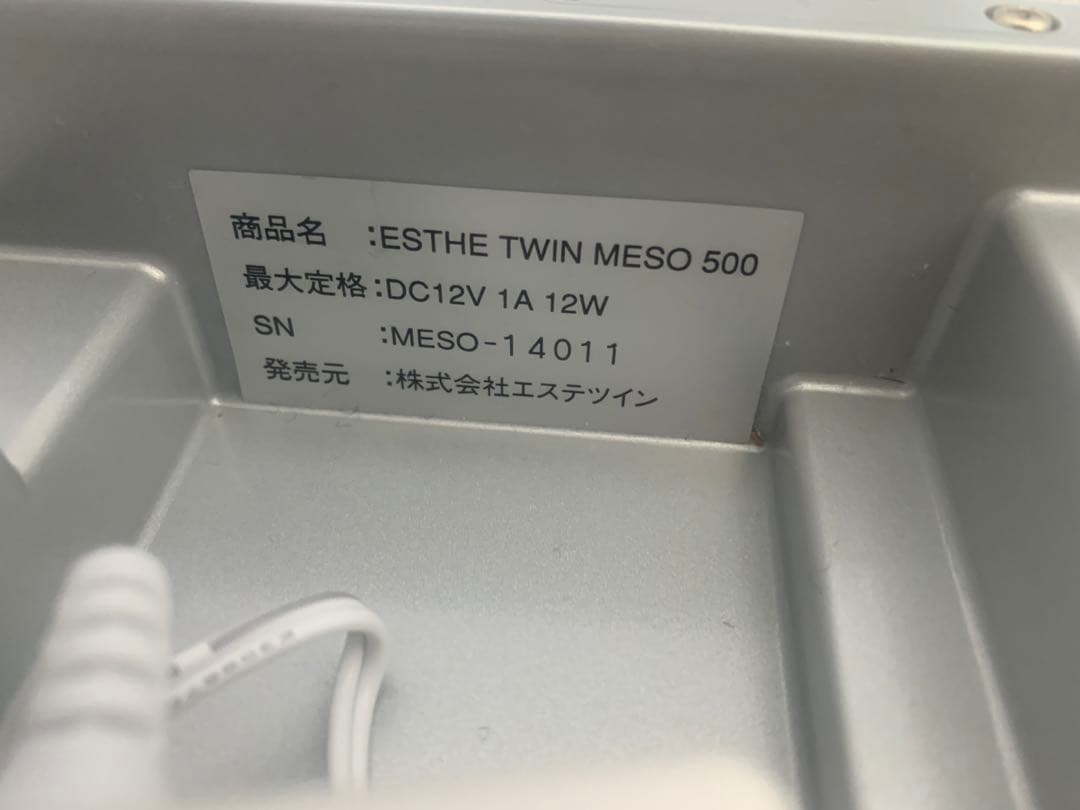 商品名 :ESTHE TWIN MESO 500
最大定格:DC12V 1A 12W
SN :MESO-14011
発売元 :株式会社エステツイン